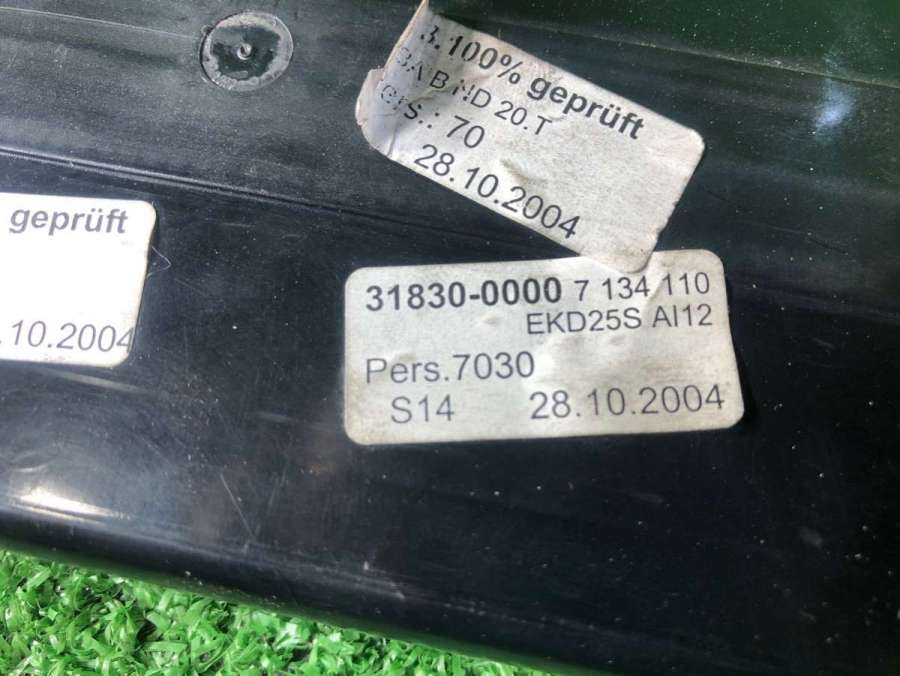 100% geprüft
ND 20.T
70
28.10.2004
geprüft
.10.2004
31830-0000 7 134 110
EKD25S AI12
Pers.7030
S14 28.10.2004